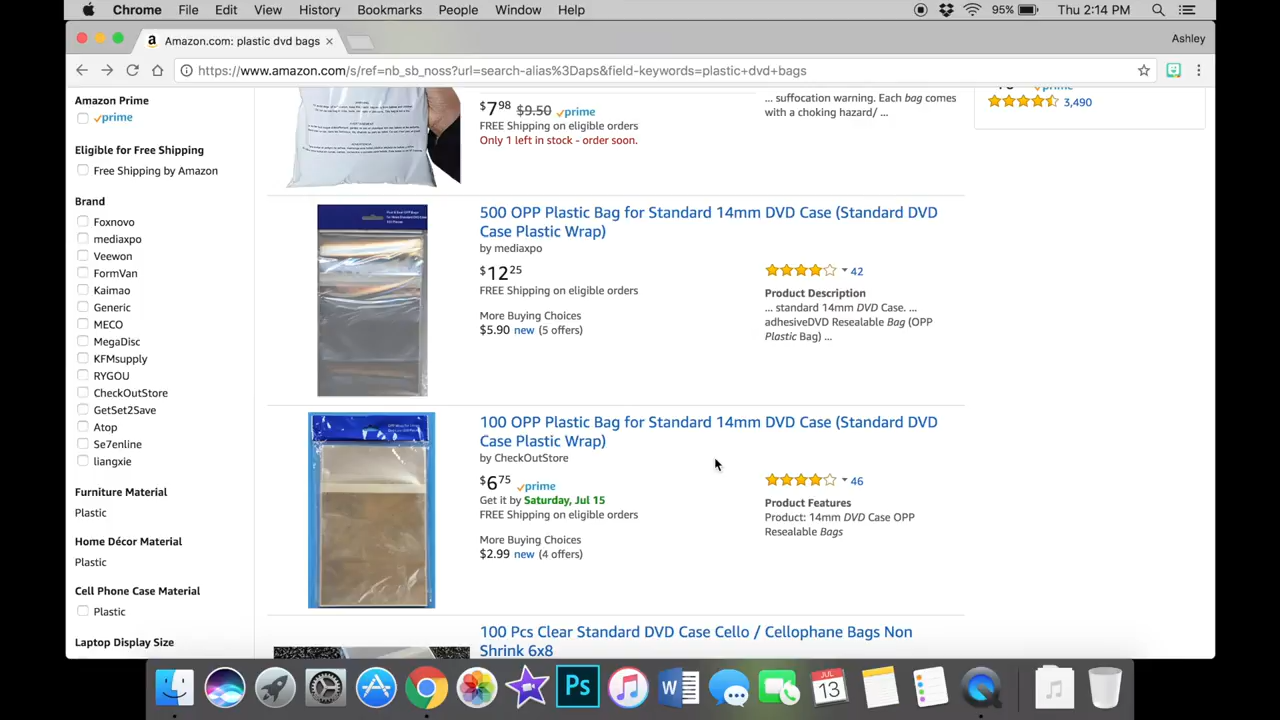 Chrome File Edit View History Bookmarks People Window Help 95% Thu 2:14 PM
Amazon.com: plastic dvd bags Ashley
https://www.amazon.com/s/ref=nb_sb_noss?url=search-alias%3Daps&field-keywords=plastic+dvd+bags
Amazon Prime
prime
Eligible for Free Shipping
Free Shipping by Amazon
Brand
Foxnovo
mediaxpo
Veewon
FormVan
Kaimao
Generic
MECO
MegaDisc
KFMsupply
RYGOU
CheckOutStore
GetSet2Save
Atop
Se7enline
liangxie
Furniture Material
Plastic
Home Décor Material
Plastic
Cell Phone Case Material
Plastic
Laptop Display Size
$7 98 $9.50 prime
FREE Shipping on eligible orders
Only 1 left in stock - order soon.
... suffocation warning. Each bag comes
with a choking hazard/ ...
3,490
500 OPP Plastic Bag for Standard 14mm DVD Case (Standard DVD
Case Plastic Wrap)
by mediaxpo
$12 25
FREE Shipping on eligible orders
More Buying Choices
$5.90 new (5 offers)
42
Product Description
... standard 14mm DVD Case. ...
adhesiveDVD Resealable Bag (OPP
Plastic Bag) ...
100 OPP Plastic Bag for Standard 14mm DVD Case (Standard DVD
Case Plastic Wrap)
by CheckOutStore
$6 75 prime
Get it by Saturday, Jul 15
FREE Shipping on eligible orders
More Buying Choices
$2.99 new (4 offers)
46
Product Features
Product: 14mm DVD Case OPP
Resealable Bags
100 Pcs Clear Standard DVD Case Cello / Cellophane Bags Non
Shrink 6x8
Ps
JUL
13